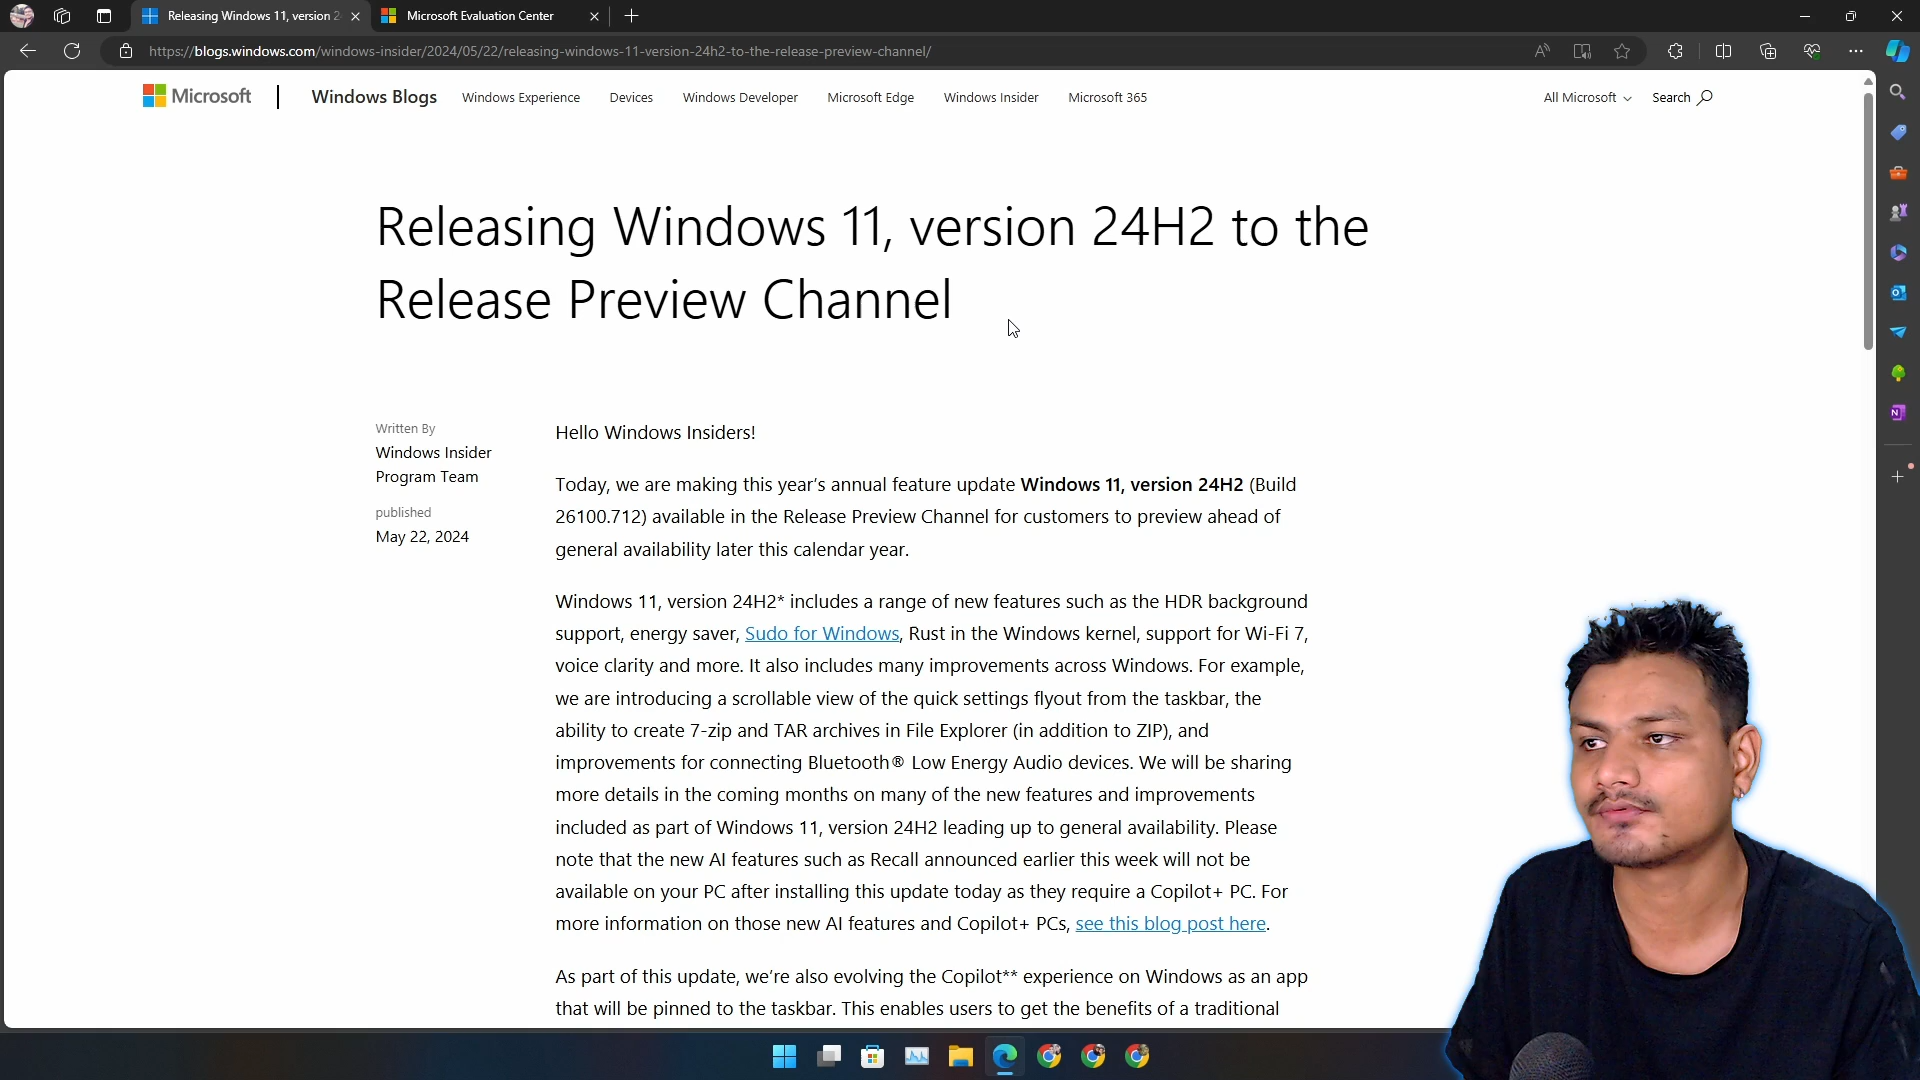 Releasing Windows 11, version 2
Microsoft Evaluation Center
https://blogs.windows.com/windows-insider/2024/05/22/releasing-windows-11-version-24h2-to-the-release-preview-channel/
Microsoft
Windows Blogs
Windows Experience
Devices
Windows Developer
Microsoft Edge
Windows Insider
Microsoft 365
All Microsoft
Search
Releasing Windows 11, version 24H2 to the
Release Preview Channel
Written By
Windows Insider
Program Team
published
May 22, 2024
Hello Windows Insiders!
Today, we are making this year’s annual feature update Windows 11, version 24H2 (Build
26100.712) available in the Release Preview Channel for customers to preview ahead of
general availability later this calendar year.
Windows 11, version 24H2* includes a range of new features such as the HDR background
support, energy saver, Sudo for Windows, Rust in the Windows kernel, support for Wi-Fi 7,
voice clarity and more. It also includes many improvements across Windows. For example,
we are introducing a scrollable view of the quick settings flyout from the taskbar, the
ability to create 7-zip and TAR archives in File Explorer (in addition to ZIP), and
improvements for connecting Bluetooth® Low Energy Audio devices. We will be sharing
more details in the coming months on many of the new features and improvements
included as part of Windows 11, version 24H2 leading up to general availability. Please
note that the new AI features such as Recall announced earlier this week will not be
available on your PC after installing this update today as they require a Copilot+ PC. For
more information on those new AI features and Copilot+ PCs, see this blog post here.
As part of this update, we’re also evolving the Copilot** experience on Windows as an app
that will be pinned to the taskbar. This enables users to get the benefits of a traditional